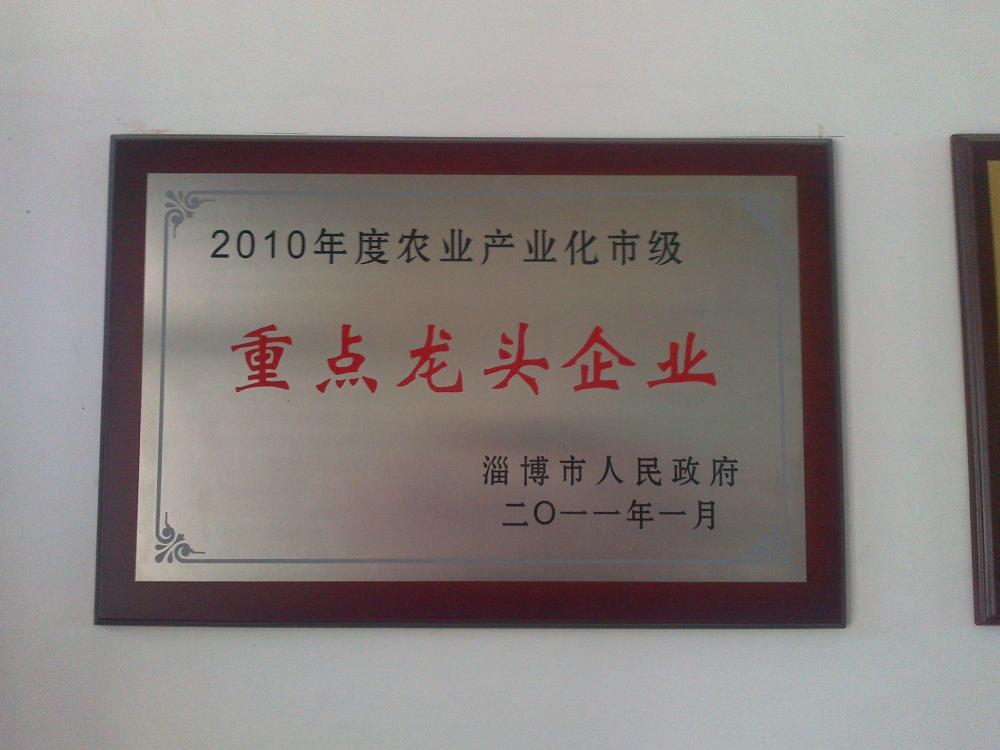 2010年度农业产业化市级
重点龙头企业
淄博市人民政府
二〇一一年一月